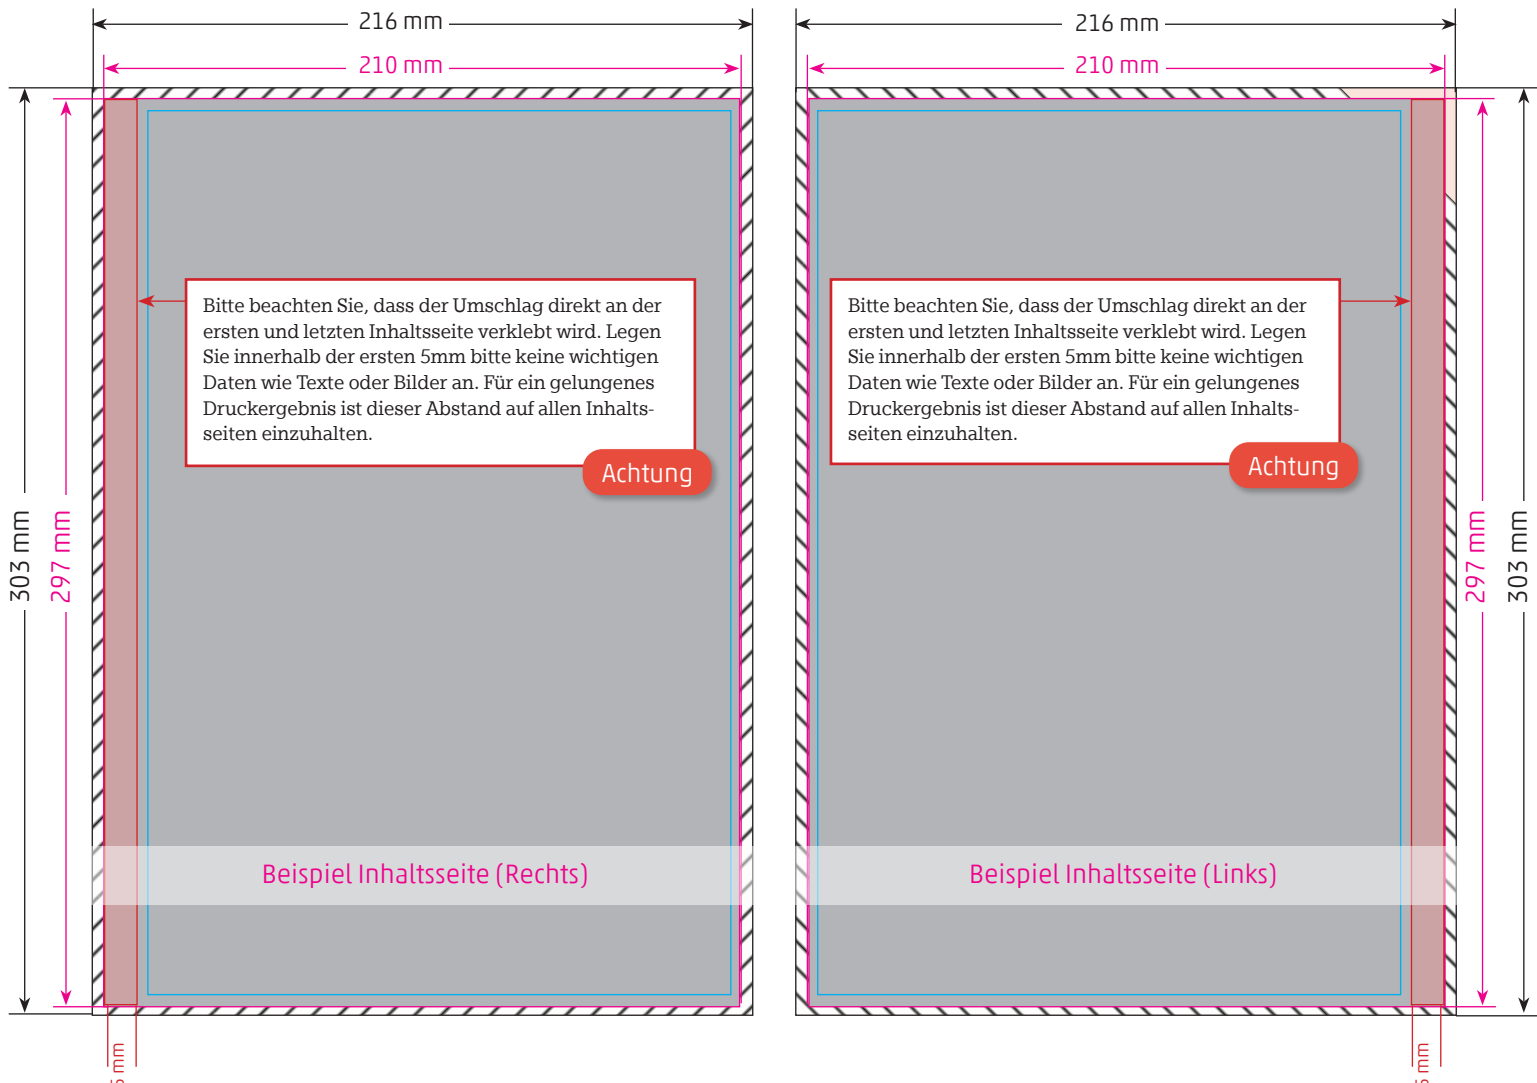 216 mm
216 mm
210 mm
210 mm
Bitte beachten Sie, dass der Umschlag direkt an der
ersten und letzten Inhaltsseite verklebt wird. Legen
Sie innerhalb der ersten 5mm bitte keine wichtigen
Daten wie Texte oder Bilder an. Für ein gelungenes
Druckergebnis ist dieser Abstand auf allen Inhalts-
seiten einzuhalten.
Achtung
Bitte beachten Sie, dass der Umschlag direkt an der
ersten und letzten Inhaltsseite verklebt wird. Legen
Sie innerhalb der ersten 5mm bitte keine wichtigen
Daten wie Texte oder Bilder an. Für ein gelungenes
Druckergebnis ist dieser Abstand auf allen Inhalts-
seiten einzuhalten.
Achtung
303 mm
297 mm
297 mm
303 mm
Beispiel Inhaltsseite (Rechts)
Beispiel Inhaltsseite (Links)
mm
mm